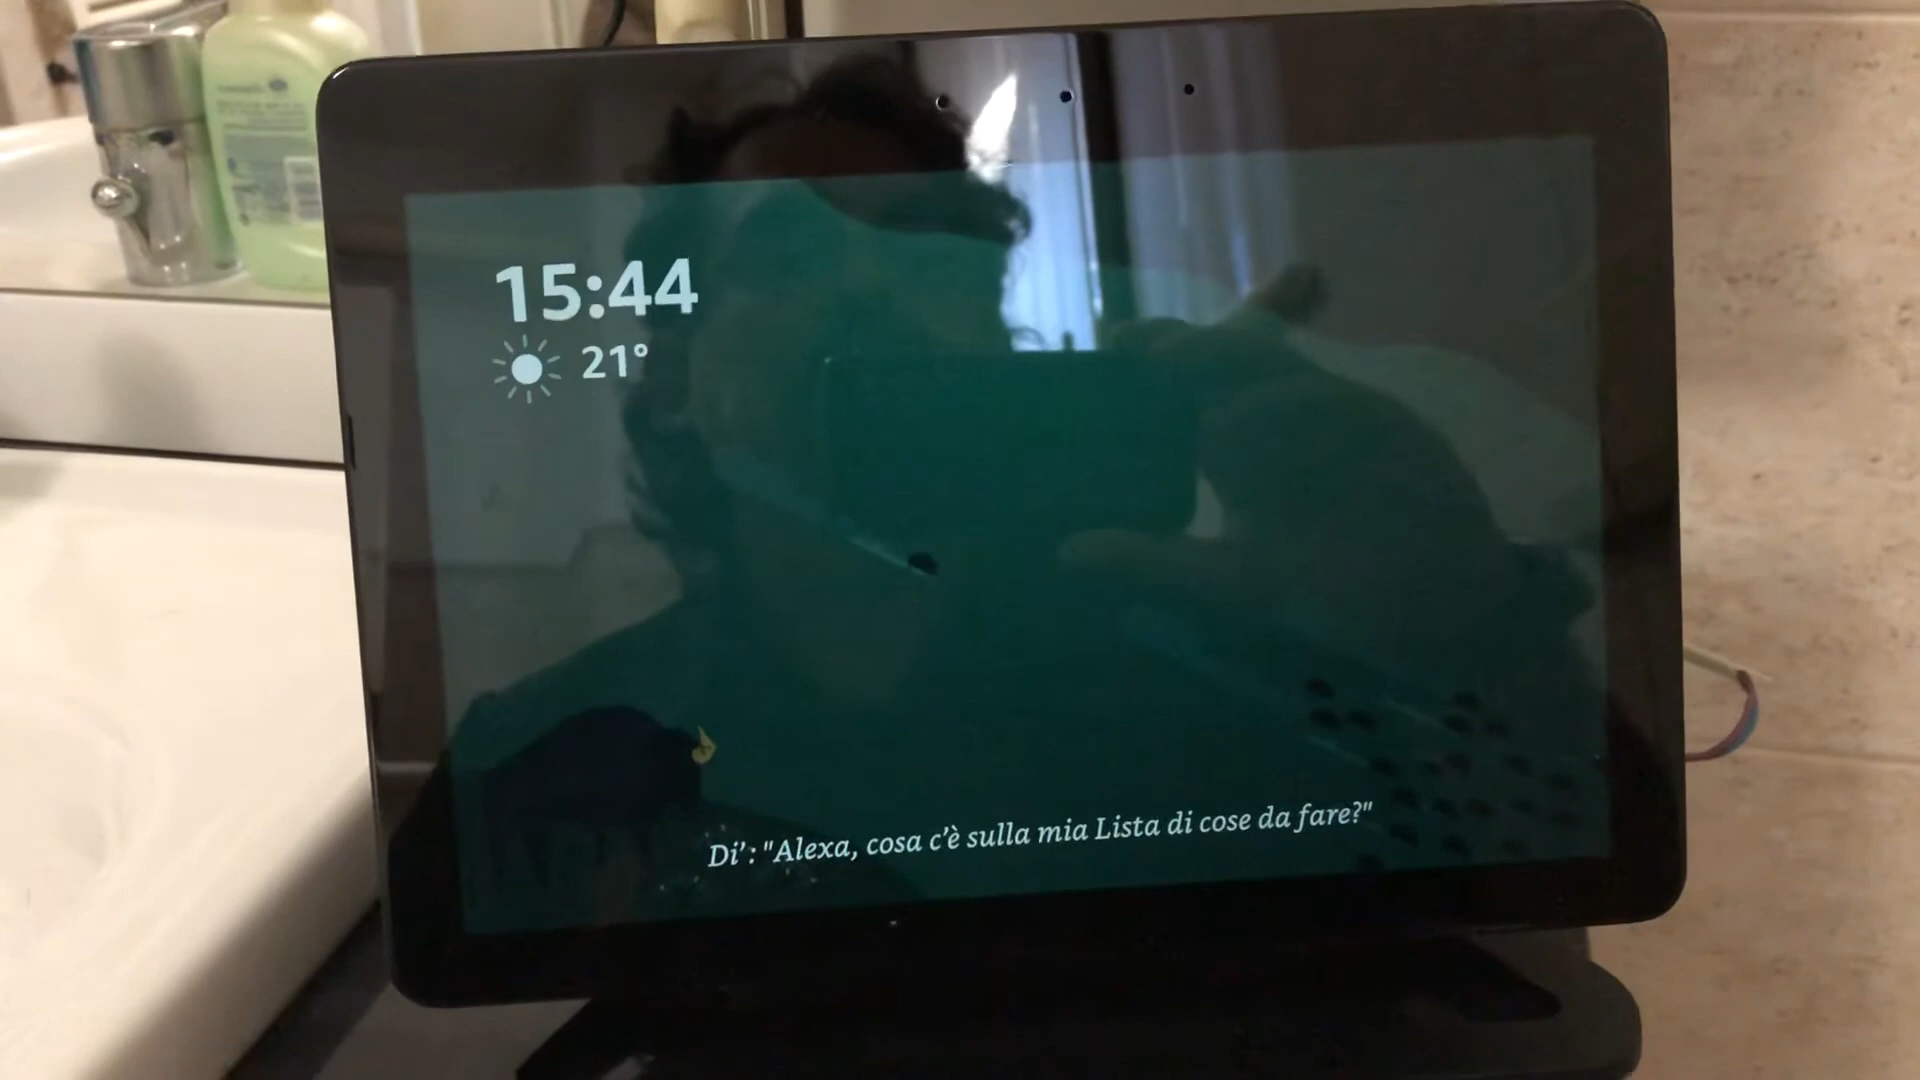 15:44
21°
Di’: "Alexa, cosa c’è sulla mia Lista di cose da fare?"